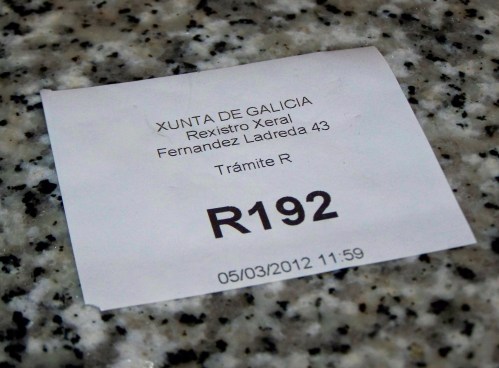 XUNTA DE GALICIA
Rexistro Xeral
Fernandez Ladreda 43
Trámite R
R192
05/03/2012 11:59